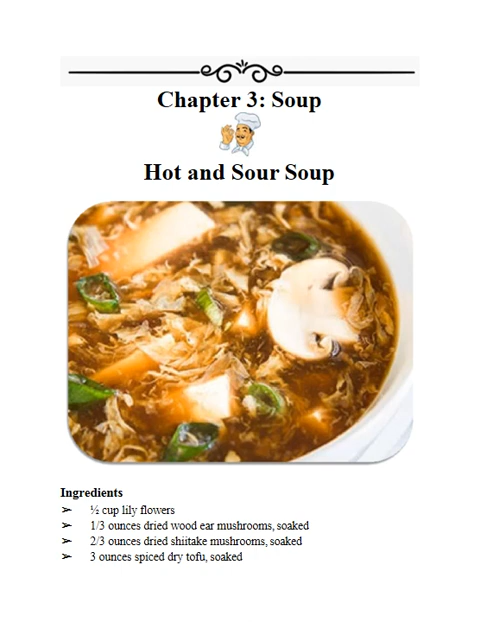 Chapter 3: Soup
Hot and Sour Soup
Ingredients
➢ ½ cup lily flowers
➢ 1/3 ounces dried wood ear mushrooms, soaked
➢ 2/3 ounces dried shiitake mushrooms, soaked
➢ 3 ounces spiced dry tofu, soaked